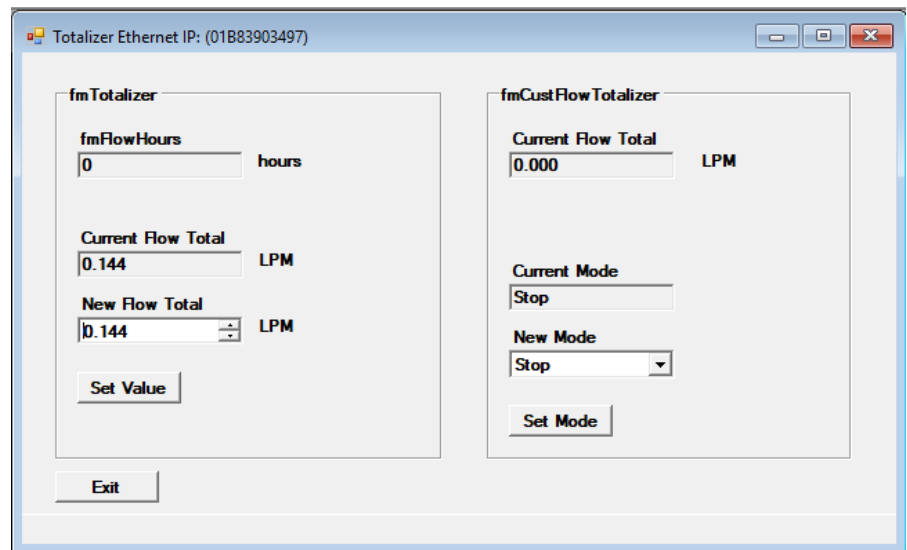 Totalizer Ethernet IP: (01B83903497)
fmTotalizer
fmFlowHours
0 hours
Current Flow Total
0.144 LPM
New Flow Total
0.144 LPM
Set Value
fmCustFlowTotalizer
Current Flow Total
0.000 LPM
Current Mode
Stop
New Mode
Stop
Set Mode
Exit